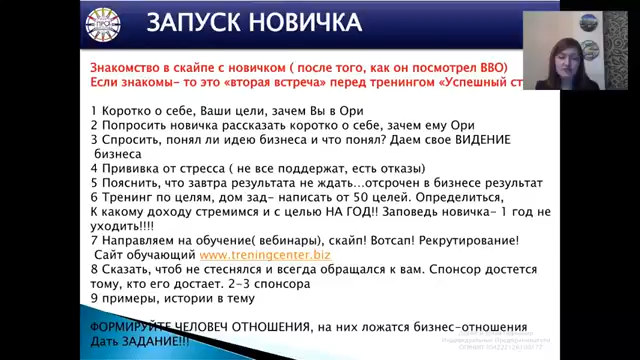 ЗАПУСК НОВИЧКА
Знакомство в скайпе с новичком ( после того, как он посмотрел ВВО)
Если знакомы– то это «вторая встреча» перед тренингом «Успешный ст
1 Коротко о себе, Ваши цели, зачем Вы в Ори
2 Попросить новичка рассказать коротко о себе, зачем ему Ори
3 Спросить, понял ли идею бизнеса и что понял? Даем свое ВИДЕНИЕ
бизнеса
4 Прививка от стресса ( не все поддержат, есть отказы)
5 Пояснить, что завтра результата не ждать…отсрочен в бизнесе результат
6 Тренинг по целям, дом зад- написать от 50 целей. Определиться,
К какому доходу стремимся и с целью НА ГОД!! Заповедь новичка- 1 год не
уходить!!!!
7 Направляем на обучение( вебинары), скайп! Вотсап! Рекрутирование!
Сайт обучающий www.treningcenter.biz
8 Сказать, чтоб не стеснялся и всегда обращался к вам. Спонсор достется
тому, кто его достает. 2-3 спонсора
9 примеры, истории в тему
ФОРМИРУЙТЕ ЧЕЛОВЕЧ ОТНОШЕНИЯ, на них ложатся бизнес-отношения
Дать ЗАДАНИЕ!!!